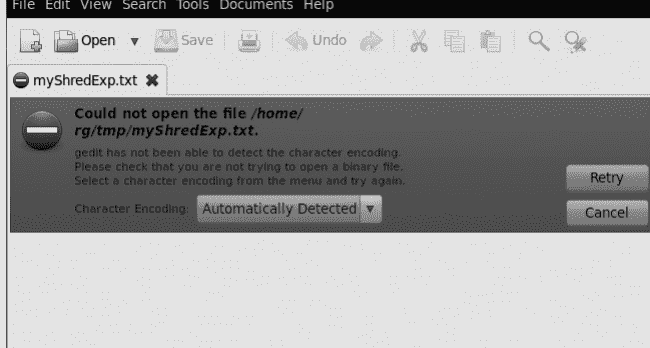 File Edit View Search Tools Documents Help
Open Save Undo
myShredExp.txt
Could not open the file /home/
rg/tmp/myShredExp.txt.
gedit has not been able to detect the character encoding.
Please check that you are not trying to open a binary file.
Select a character encoding from the menu and try again.
Retry
Character Encoding: Automatically Detected
Cancel